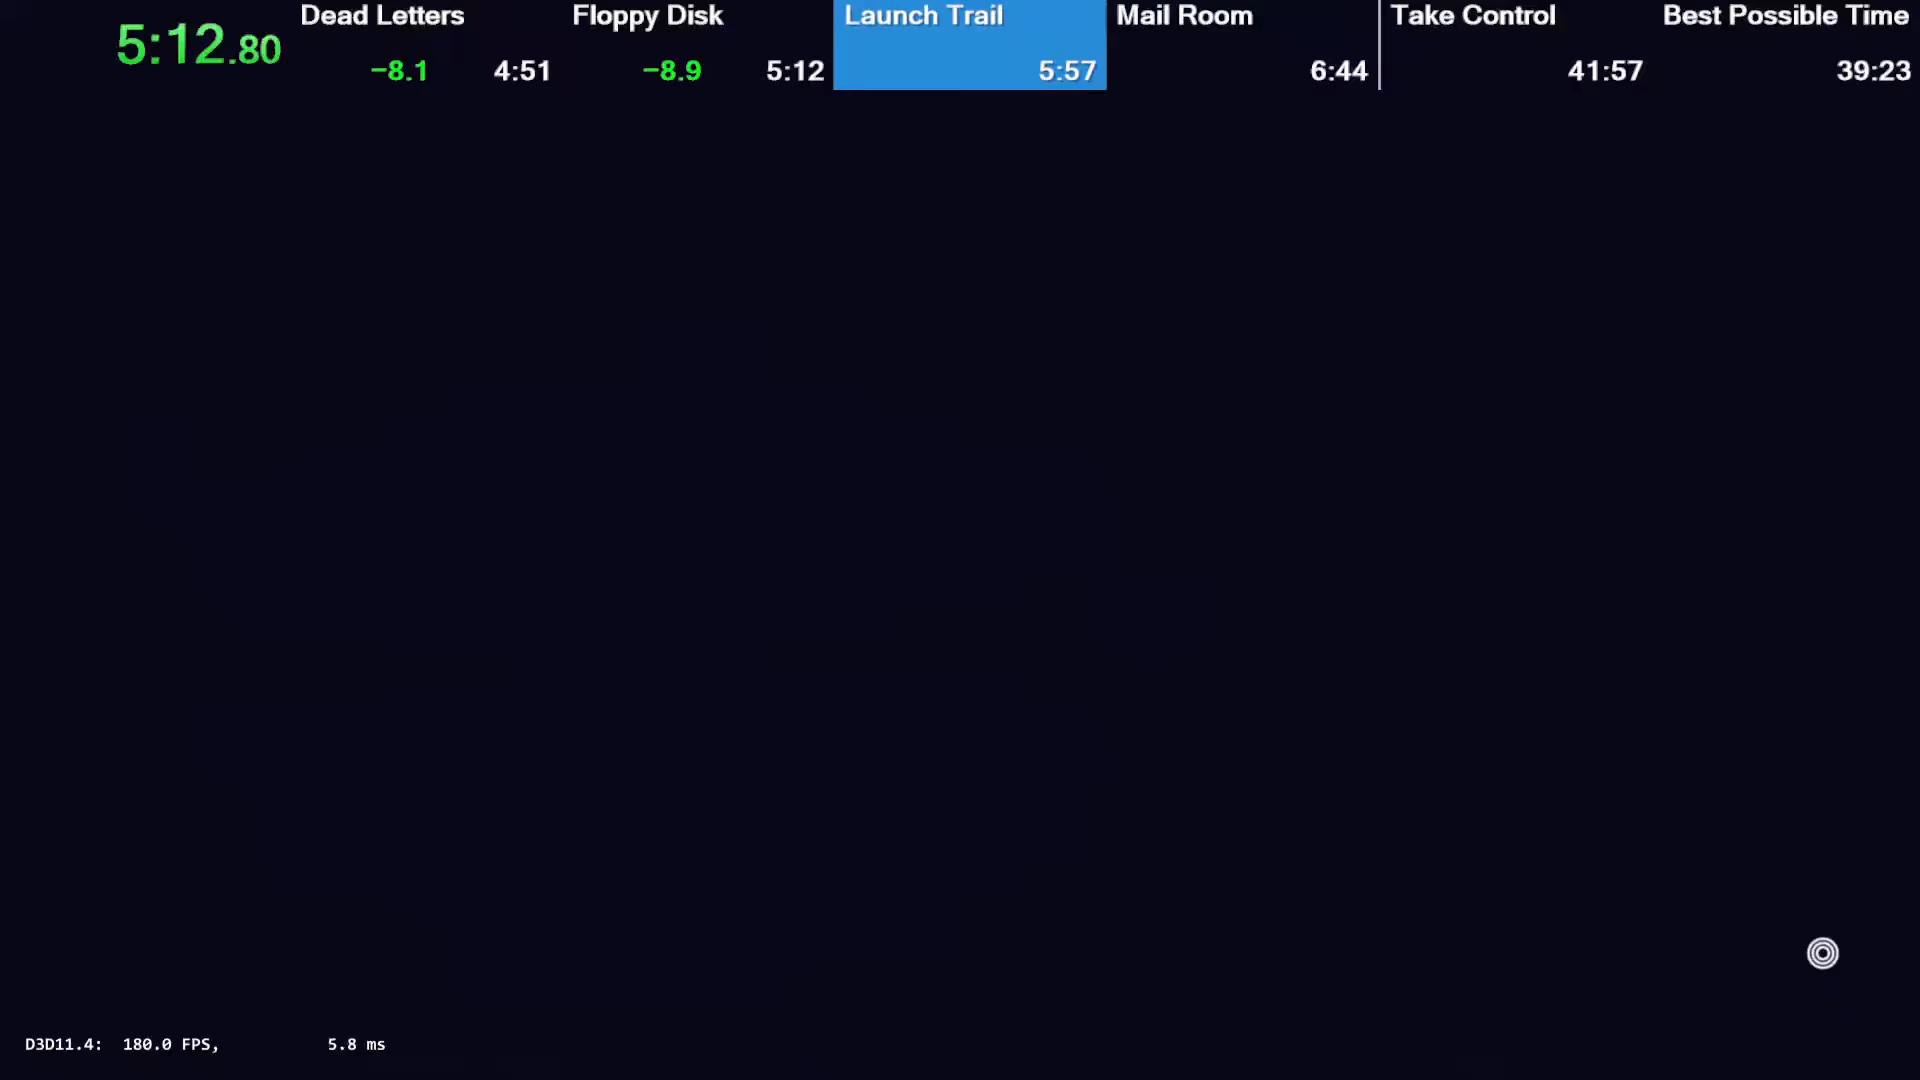 5:12.80
Dead Letters
−8.1 4:51
Floppy Disk
−8.9 5:12
Launch Trail
5:57
Mail Room
6:44
Take Control
41:57
Best Possible Time
39:23
D3D11.4: 180.0 FPS, 5.8 ms